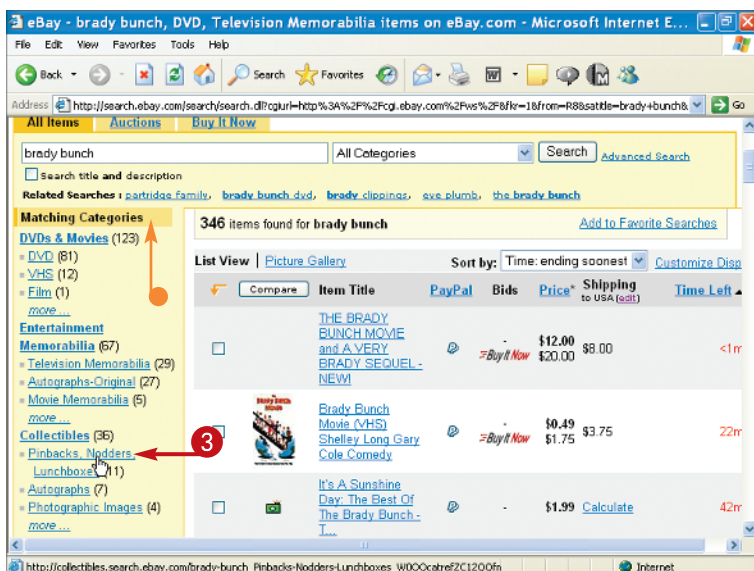 eBay - brady bunch, DVD, Television Memorabilia items on eBay.com - Microsoft Internet E...
File Edit View Favorites Tools Help
Back Search Favorites
Address http://search.ebay.com/search/search.dll?cgiurl=http%3A%2F%2Fcgi.ebay.com%2Fws%2F&fkr=1&from=R8&satitle=brady+bunch& Go
All Items Auctions Buy It Now
brady bunch All Categories Search Advanced Search
Search title and description
Related Searches : partridge family, brady bunch dvd, brady clippings, eve plumb, the brady bunch
Matching Categories
346 items found for brady bunch Add to Favorite Searches
DVDs & Movies (123)
DVD (81)
VHS (12)
Film (1)
more ...
Entertainment
Memorabilia (67)
Television Memorabilia (29)
Autographs-Original (27)
Movie Memorabilia (5)
more ...
Collectibles (36)
Pinbacks, Nodders,
Lunchboxes (11)
Autographs (7)
Photographic Images (4)
more ...
3
List View Picture Gallery Sort by: Time: ending soonest Customize Disp
Compare Item Title PayPal Bids Price* Shipping
to USA (edit) Time Left
THE BRADY
BUNCH MOVIE
and A VERY
BRADY SEQUEL -
NEW!
- $12.00
Buy It Now $20.00 $8.00 <1m
Brady Bunch
Movie (VHS)
Shelley Long Gary
Cole Comedy
- $0.49
Buy It Now $1.75 $3.75 22m
It's A Sunshine
Day: The Best Of
The Brady Bunch -
T...
- $1.99 Calculate 42m
http://collectibles.search.ebay.com/brady-bunch_Pinbacks-Nodders-Lunchboxes_W0QQcatrefZC12QQfn Internet